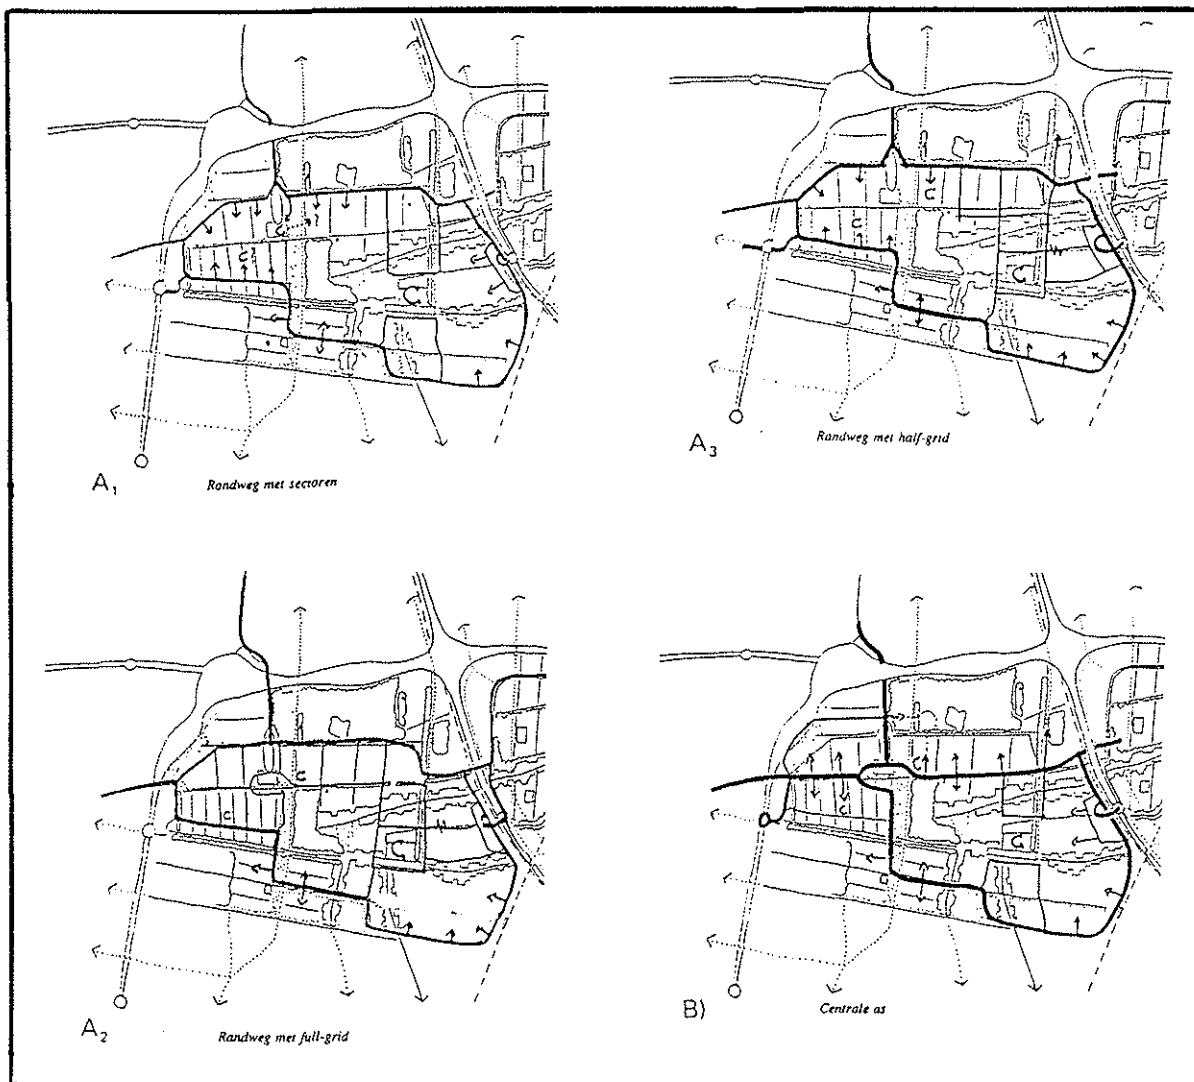 A₁
Randweg met sectoren
A₃
Randweg met half-grid
A₂
Randweg met full-grid
B)
Centrale as